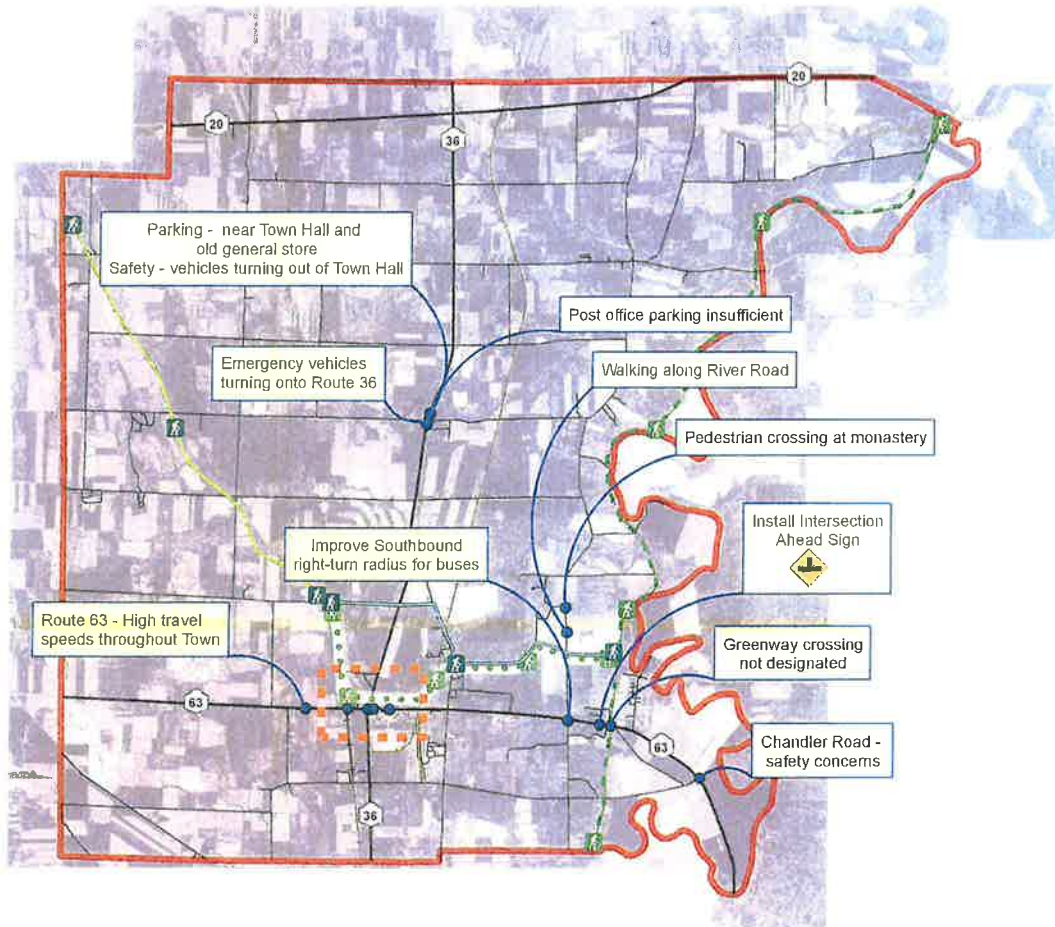 20
20
36
Parking - near Town Hall and
old general store
Safety - vehicles turning out of Town Hall
Post office parking insufficient
Emergency vehicles
turning onto Route 36
Walking along River Road
Pedestrian crossing at monastery
Install Intersection
Ahead Sign
Improve Southbound
right-turn radius for buses
Route 63 - High travel
speeds throughout Town
Greenway crossing
not designated
63
63
Chandler Road -
safety concerns
36